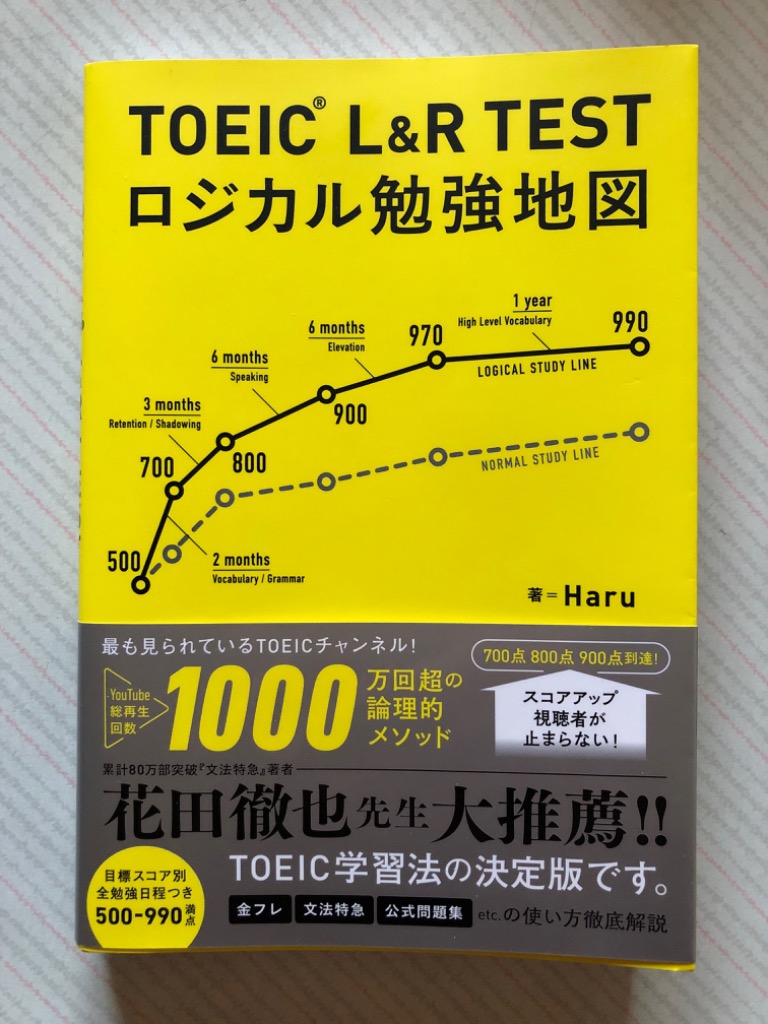 TOEIC® L&R TEST
ロジカル勉強地図
1 year
High Level Vocabulary
6 months
Elevation
970
990
LOGICAL STUDY LINE
6 months
Speaking
900
3 months
Retention / Shadowing
700
800
NORMAL STUDY LINE
500
2 months
Vocabulary / Grammar
著=Haru
最も見られているTOEICチャンネル!
YouTube
総再生
回数
1000
万回超の
論理的
メソッド
700点 800点 900点到達!
スコアアップ
視聴者が
止まらない!
累計80万部突破『文法特急』著者
花田徹也先生大推薦!!
TOEIC学習法の決定版です。
目標スコア別
全勉強日程つき
500-990満点
金フレ 文法特急 公式問題集 etc.の使い方徹底解説